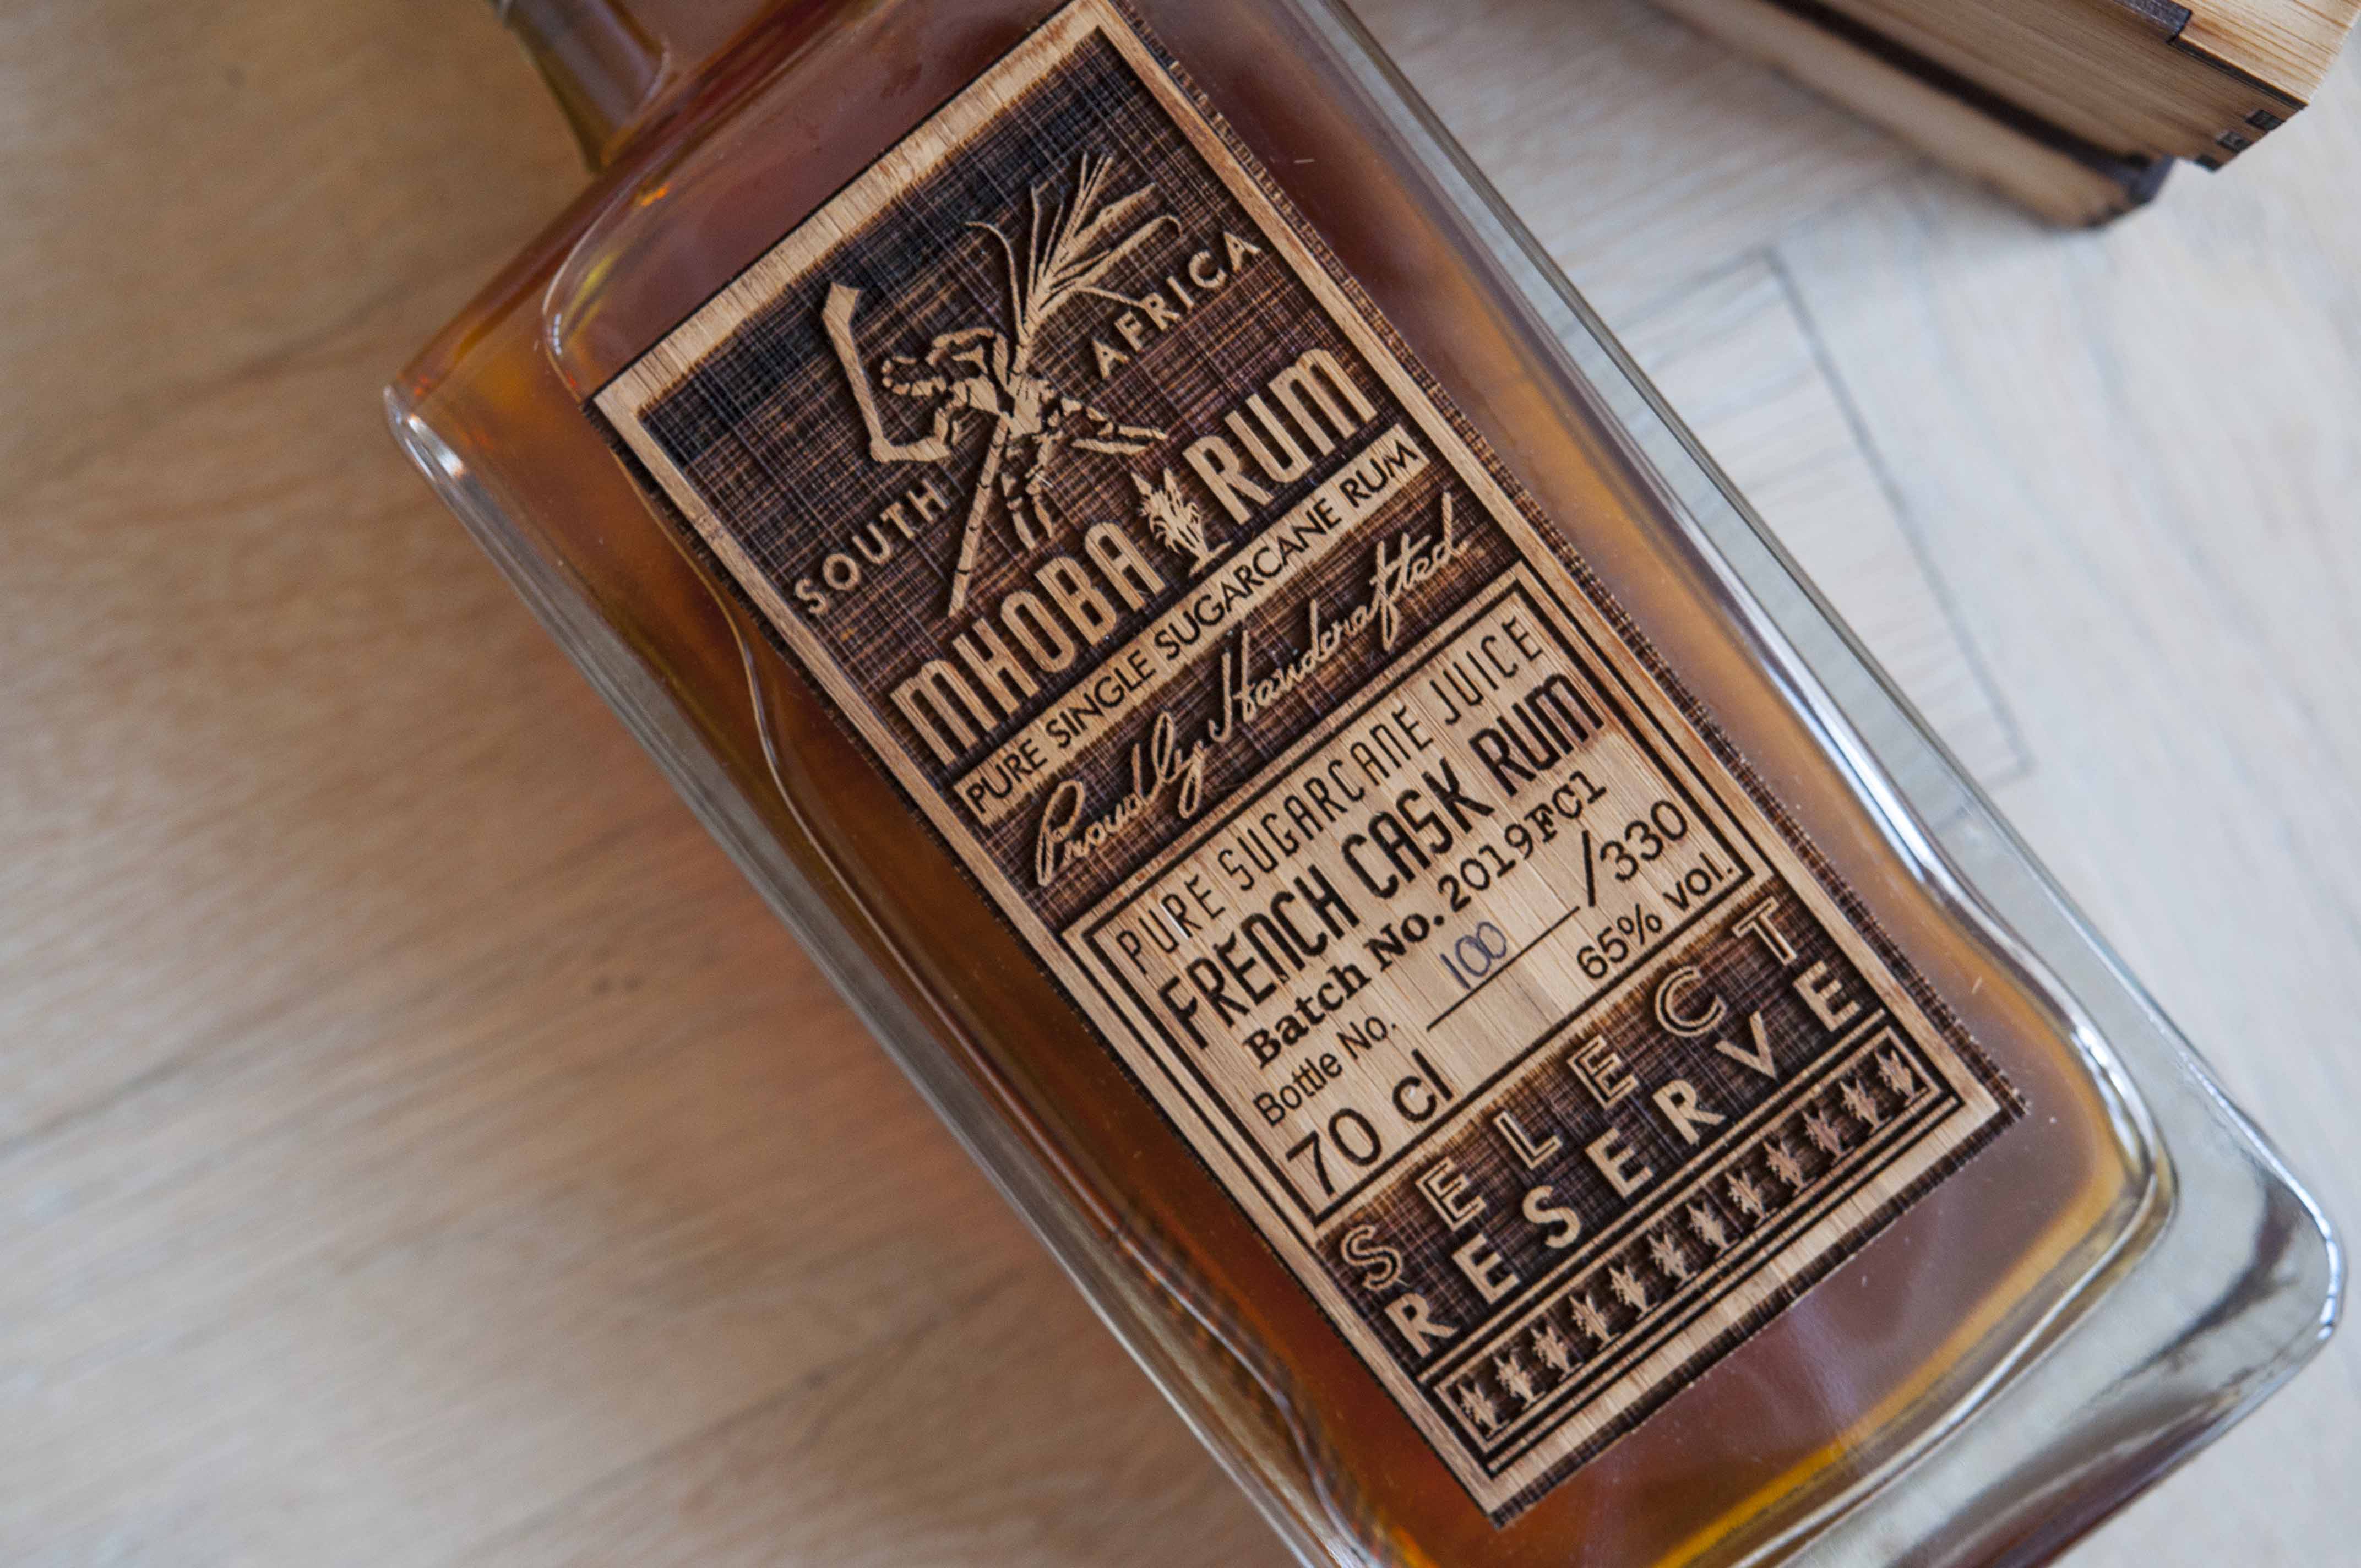 SOUTH AFRICA
MHOBA RUM
PURE SINGLE SUGARCANE RUM
Proudly Handcrafted
PURE SUGARCANE JUICE
FRENCH CASK RUM
Batch No. 2019FC1
Bottle No. 100 /330
70 cl 65% vol.
SELECT
RESERVE